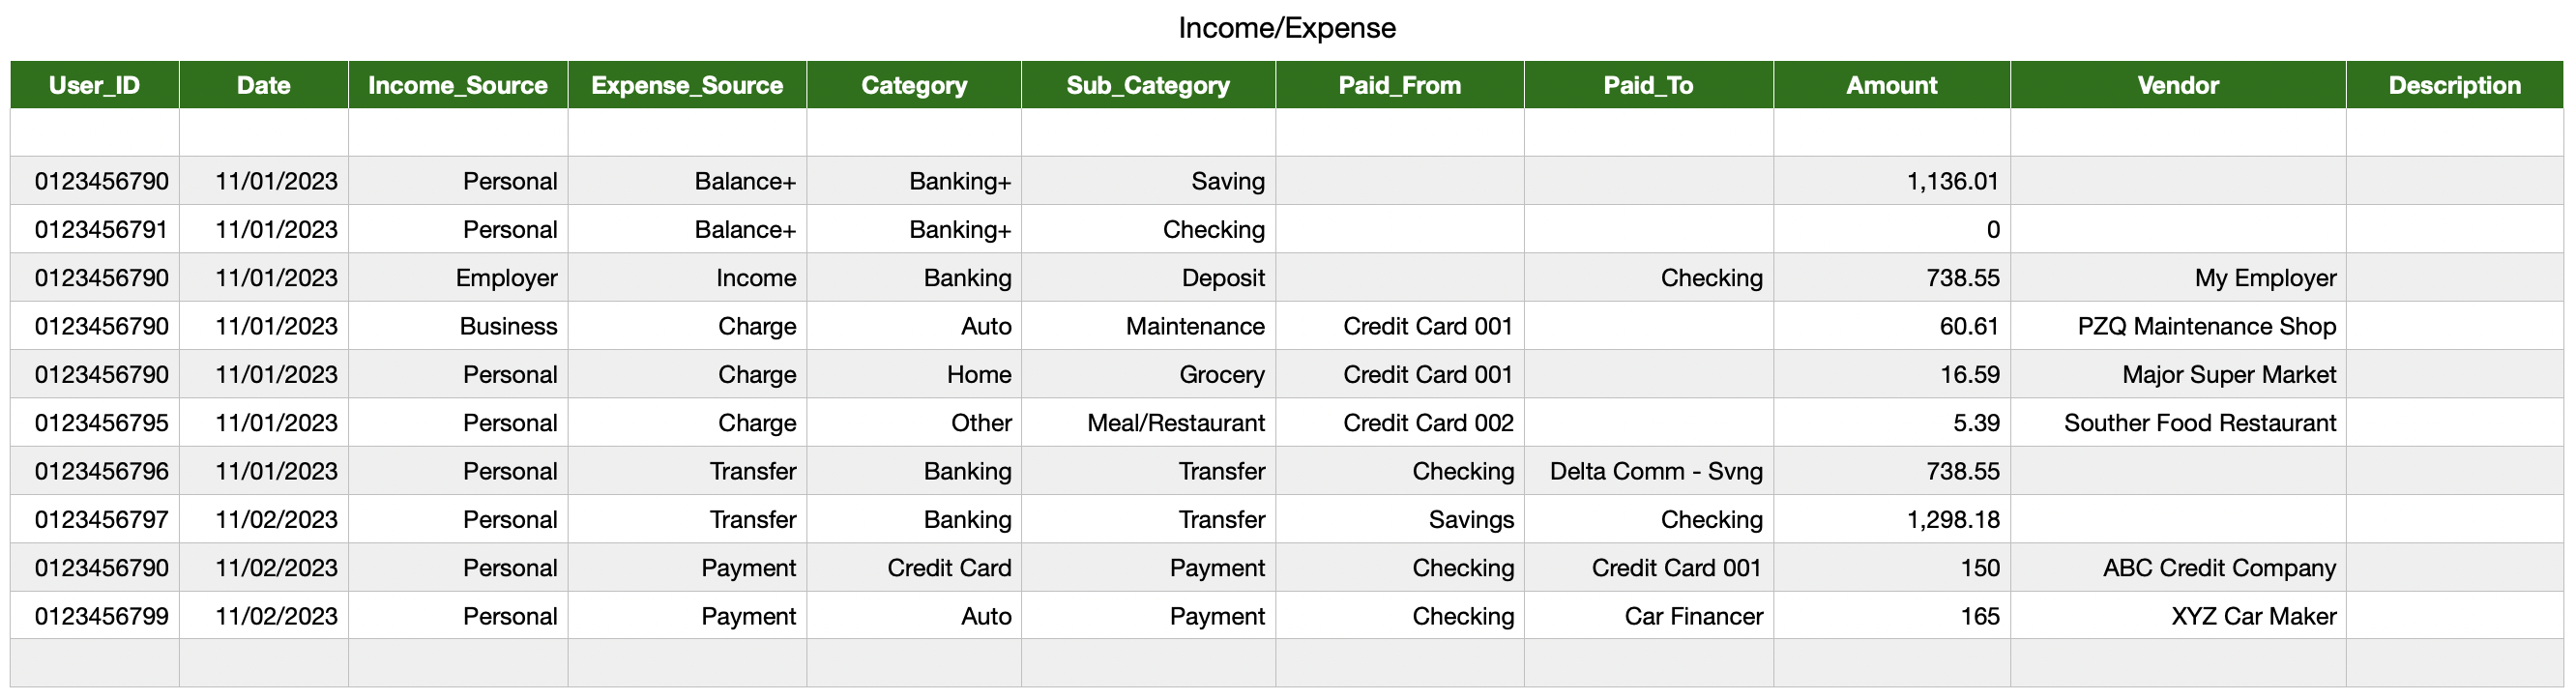 Income/Expense
User_ID Date Income_Source Expense_Source Category Sub_Category Paid_From Paid_To Amount Vendor Description
0123456790 11/01/2023 Personal Balance+ Banking+ Saving 1,136.01
0123456791 11/01/2023 Personal Balance+ Banking+ Checking 0
0123456790 11/01/2023 Employer Income Banking Deposit Checking 738.55 My Employer
0123456790 11/01/2023 Business Charge Auto Maintenance Credit Card 001 60.61 PZQ Maintenance Shop
0123456790 11/01/2023 Personal Charge Home Grocery Credit Card 001 16.59 Major Super Market
0123456795 11/01/2023 Personal Charge Other Meal/Restaurant Credit Card 002 5.39 Souther Food Restaurant
0123456796 11/01/2023 Personal Transfer Banking Transfer Checking Delta Comm - Svng 738.55
0123456797 11/02/2023 Personal Transfer Banking Transfer Savings Checking 1,298.18
0123456790 11/02/2023 Personal Payment Credit Card Payment Checking Credit Card 001 150 ABC Credit Company
0123456799 11/02/2023 Personal Payment Auto Payment Checking Car Financer 165 XYZ Car Maker